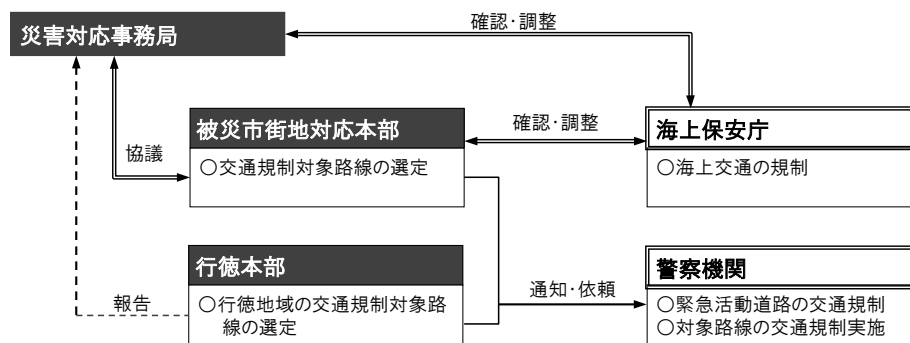 災害対応事務局
確認・調整
被災市街地対応本部
○交通規制対象路線の選定
確認・調整
海上保安庁
○海上交通の規制
協議
行徳本部
○行徳地域の交通規制対象路
線の選定
報告
通知・依頼
警察機関
○緊急活動道路の交通規制
○対象路線の交通規制実施